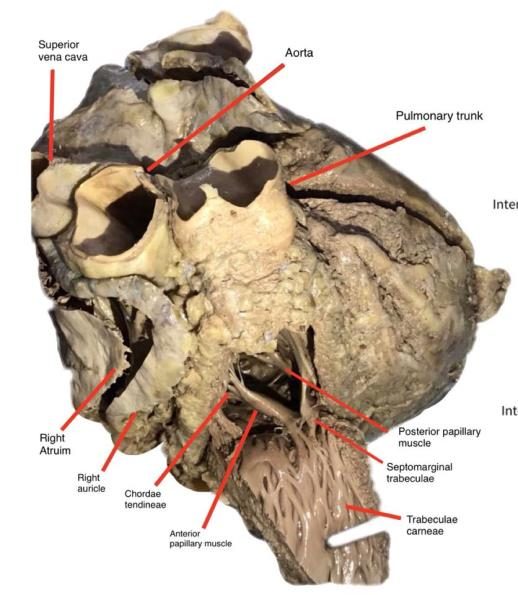 Superior
vena cava
Aorta
Pulmonary trunk
Inter
Right
Atruim
Right
auricle
Chordae
tendineae
Anterior
papillary muscle
Posterior papillary
muscle
Septomarginal
trabeculae
Trabeculae
carneae
Int